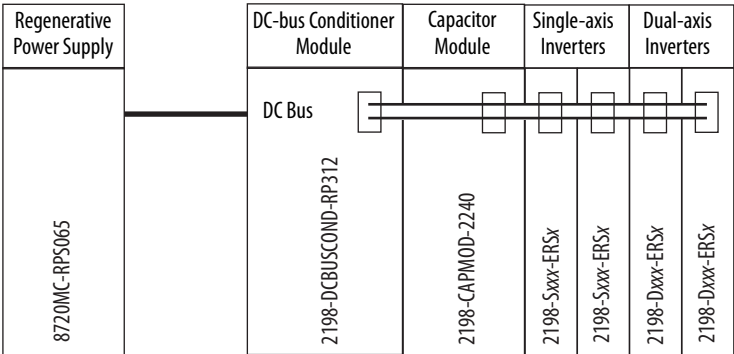 Regenerative
Power Supply
DC-bus Conditioner
Module
Capacitor
Module
Single-axis
Inverters
Dual-axis
Inverters
DC Bus
8720MC-RPS065
2198-DCBUSCOND-RP312
2198-CAPMOD-2240
2198-Sxxx-ERSx
2198-Sxxx-ERSx
2198-Dxxx-ERSx
2198-Dxxx-ERSx